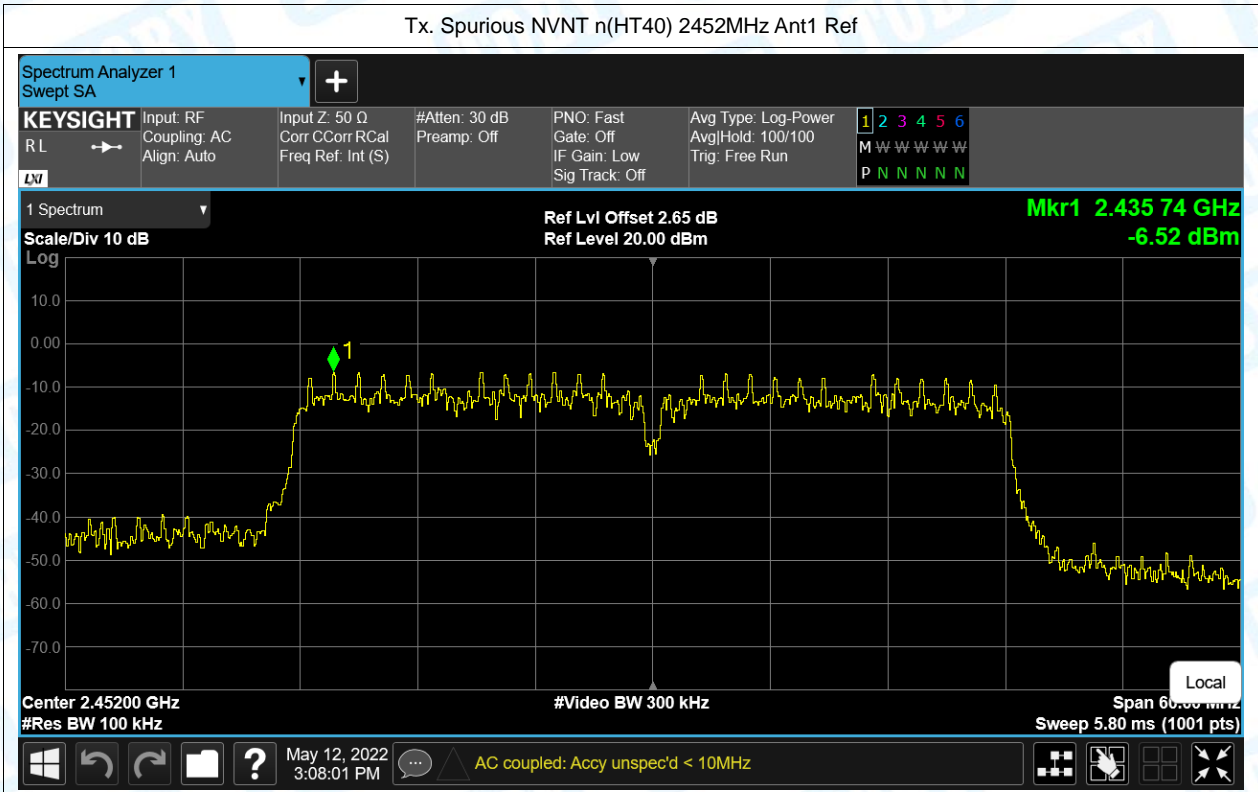 Tx. Spurious NVNT n(HT40) 2452MHz Ant1 Ref
Spectrum Analyzer 1
Swept SA
KEYSIGHT
R L
LXI
Input: RF
Coupling: AC
Align: Auto
Input Z: 50 Ω
Corr CCorr RCal
Freq Ref: Int (S)
#Atten: 30 dB
Preamp: Off
PNO: Fast
Gate: Off
IF Gain: Low
Sig Track: Off
Avg Type: Log-Power
Avg|Hold: 100/100
Trig: Free Run
1 2 3 4 5 6
M W W W W W W
P N N N N N
1 Spectrum
Scale/Div 10 dB
Log
Ref Lvl Offset 2.65 dB
Ref Level 20.00 dBm
Mkr1 2.435 74 GHz
-6.52 dBm
1
10.0
0.00
-10.0
-20.0
-30.0
-40.0
-50.0
-60.0
-70.0
Local
Center 2.45200 GHz
#Res BW 100 kHz
#Video BW 300 kHz
Span 60.00 MHz
Sweep 5.80 ms (1001 pts)
?
May 12, 2022
3:08:01 PM
AC coupled: Accy unspec'd < 10MHz